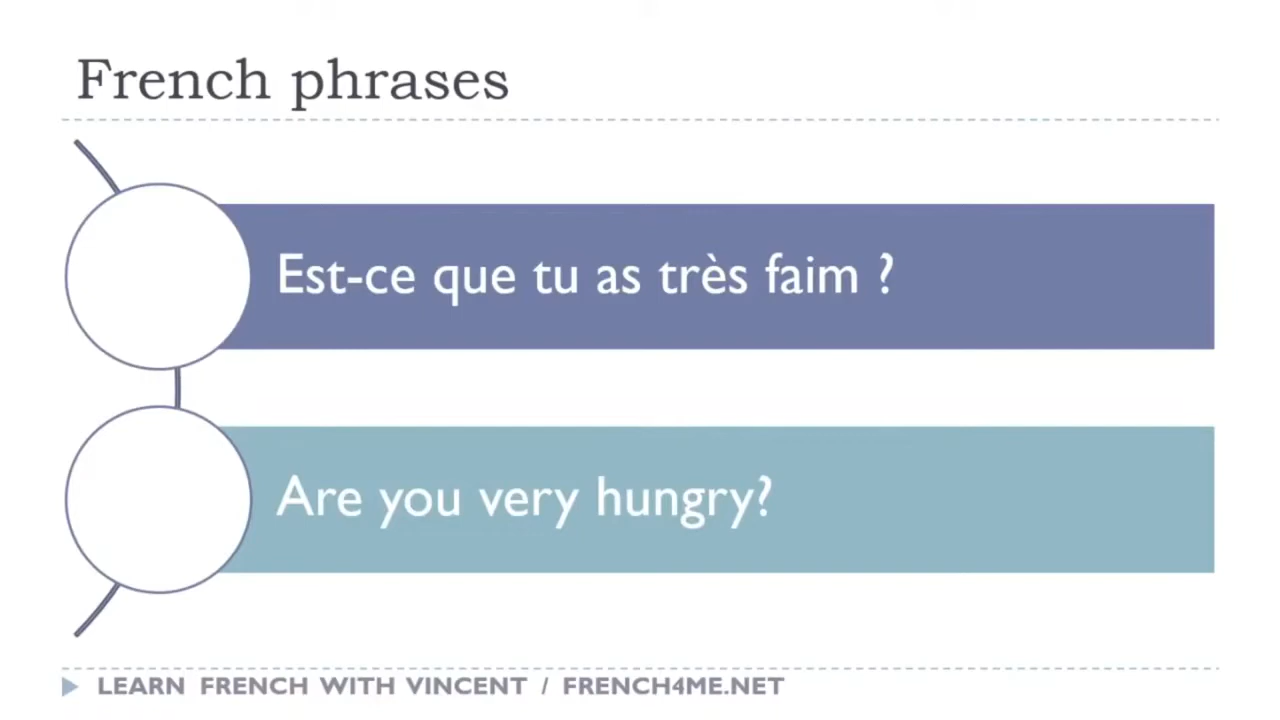 French phrases
Est-ce que tu as très faim ?
Are you very hungry?
LEARN FRENCH WITH VINCENT / FRENCH4ME.NET